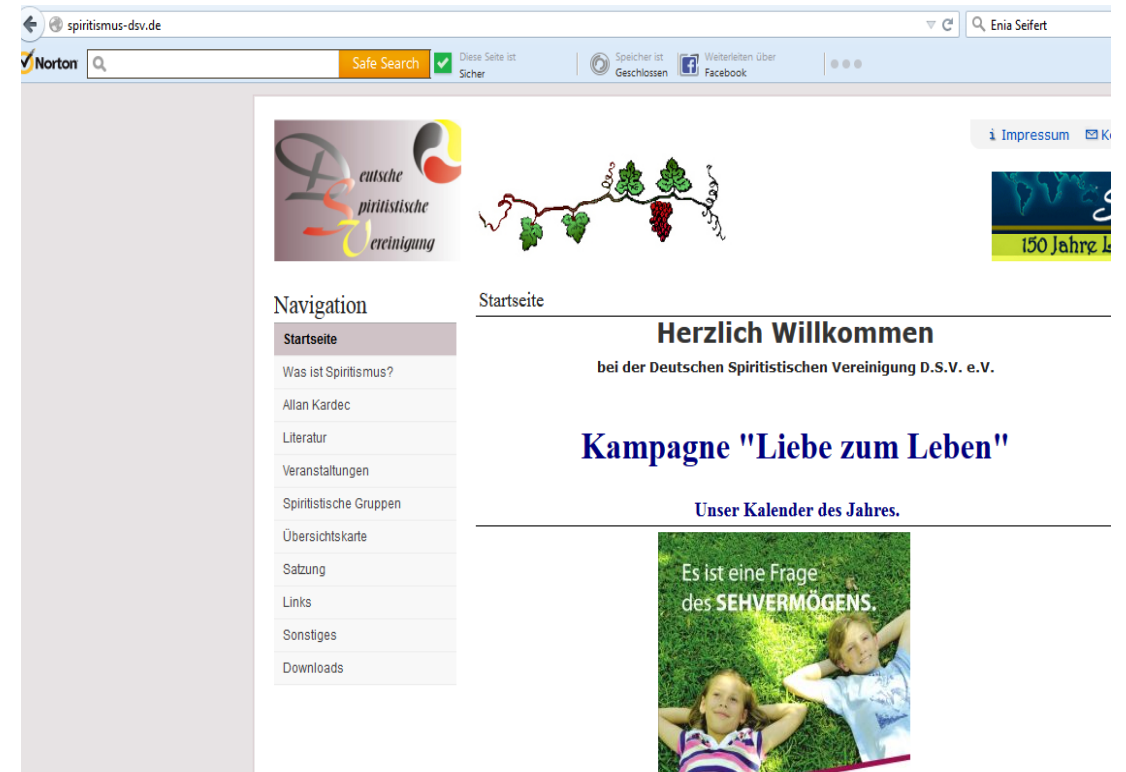 spiritismus-dsv.de
Enia Seifert
Norton
Safe Search
Diese Seite ist
Sicher
Speicher ist
Geschlossen
Weiterleiten über
Facebook
Deutsche
Spiritistische
Vereinigung
Impressum
150 Jahre
Navigation
Startseite
Was ist Spiritismus?
Allan Kardec
Literatur
Veranstaltungen
Spiritistische Gruppen
Übersichtskarte
Satzung
Links
Sonstiges
Downloads
Startseite
Herzlich Willkommen
bei der Deutschen Spiritistischen Vereinigung D.S.V. e.V.
Kampagne "Liebe zum Leben"
Unser Kalender des Jahres.
Es ist eine Frage
des SEHVERMÖGENS.